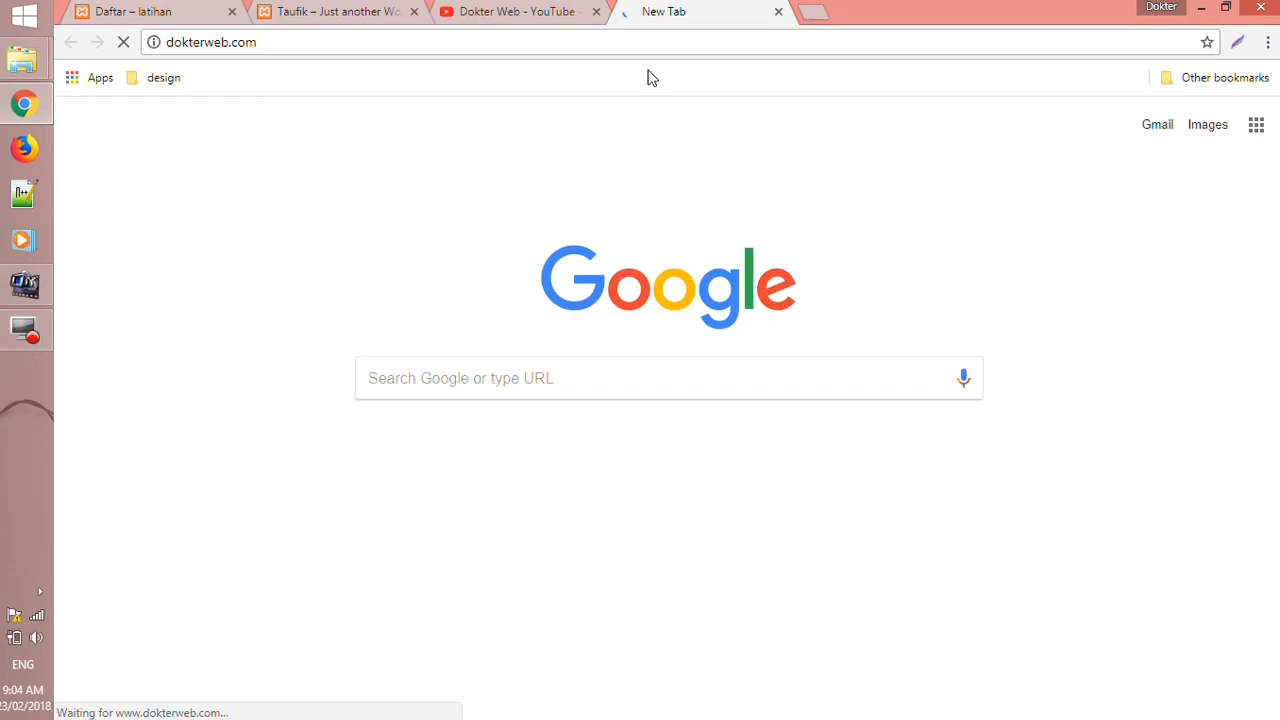 Daftar – latihan
Taufik – Just another Wo
Dokter Web - YouTube -
New Tab
Dokter
dokterweb.com
Apps
design
Other bookmarks
Gmail
Images
Google
Search Google or type URL
ENG
9:04 AM
23/02/2018
Waiting for www.dokterweb.com...